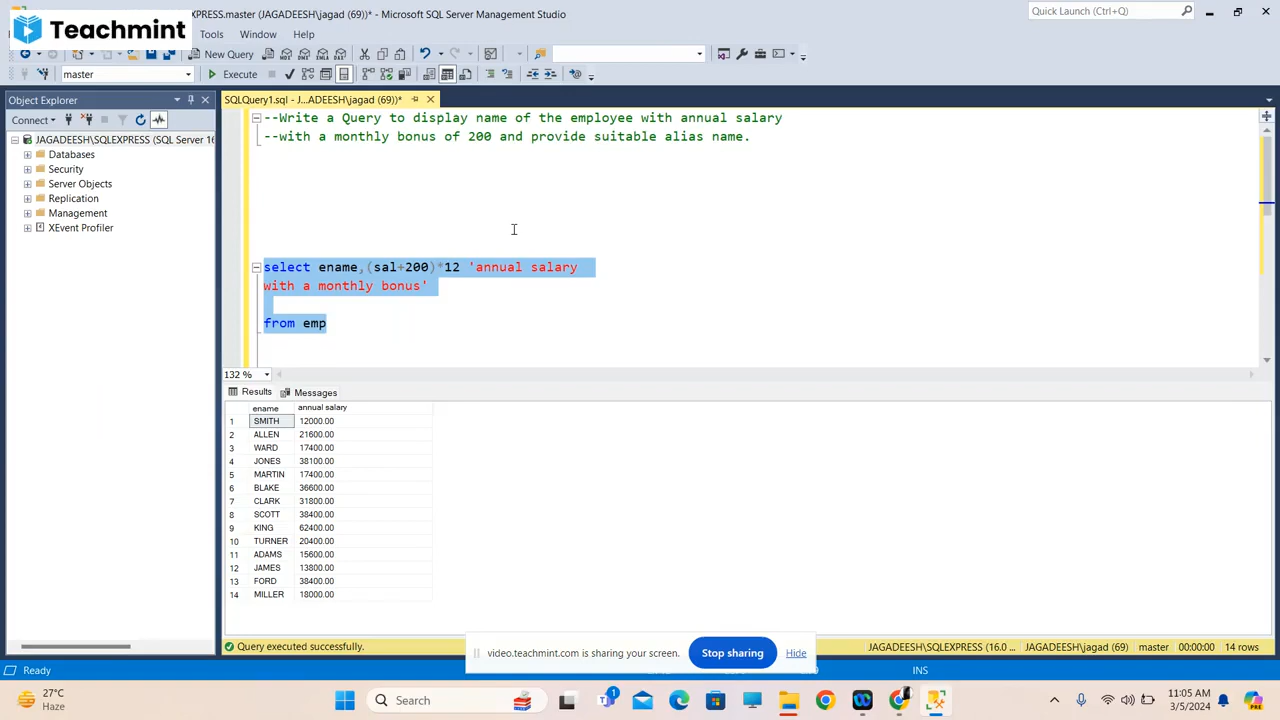 XPRESS.master (JAGADEESH\jagad (69))* - Microsoft SQL Server Management Studio
Quick Launch (Ctrl+Q)
Teachmint
Tools Window Help
New Query
master
Execute
Object Explorer
SQLQuery1.sql - J...ADEESH\jagad (69))*
Connect
JAGADEESH\SQLEXPRESS (SQL Server 16
Databases
Security
Server Objects
Replication
Management
XEvent Profiler
--Write a Query to display name of the employee with annual salary
--with a monthly bonus of 200 and provide suitable alias name.
select ename,(sal+200)*12 'annual salary
with a monthly bonus'
from emp
132 %
Results Messages
ename annual salary
1 SMITH 12000.00
2 ALLEN 21600.00
3 WARD 17400.00
4 JONES 38100.00
5 MARTIN 17400.00
6 BLAKE 36600.00
7 CLARK 31800.00
8 SCOTT 38400.00
9 KING 62400.00
10 TURNER 20400.00
11 ADAMS 15600.00
12 JAMES 13800.00
13 FORD 38400.00
14 MILLER 18000.00
Query executed successfully.
JAGADEESH\SQLEXPRESS (16.0 ... JAGADEESH\jagad (69) master 00:00:00 14 rows
video.teachmint.com is sharing your screen. Stop sharing Hide
Ready
INS
27°C
Haze
Search
1
11:05 AM
3/5/2024
PRE